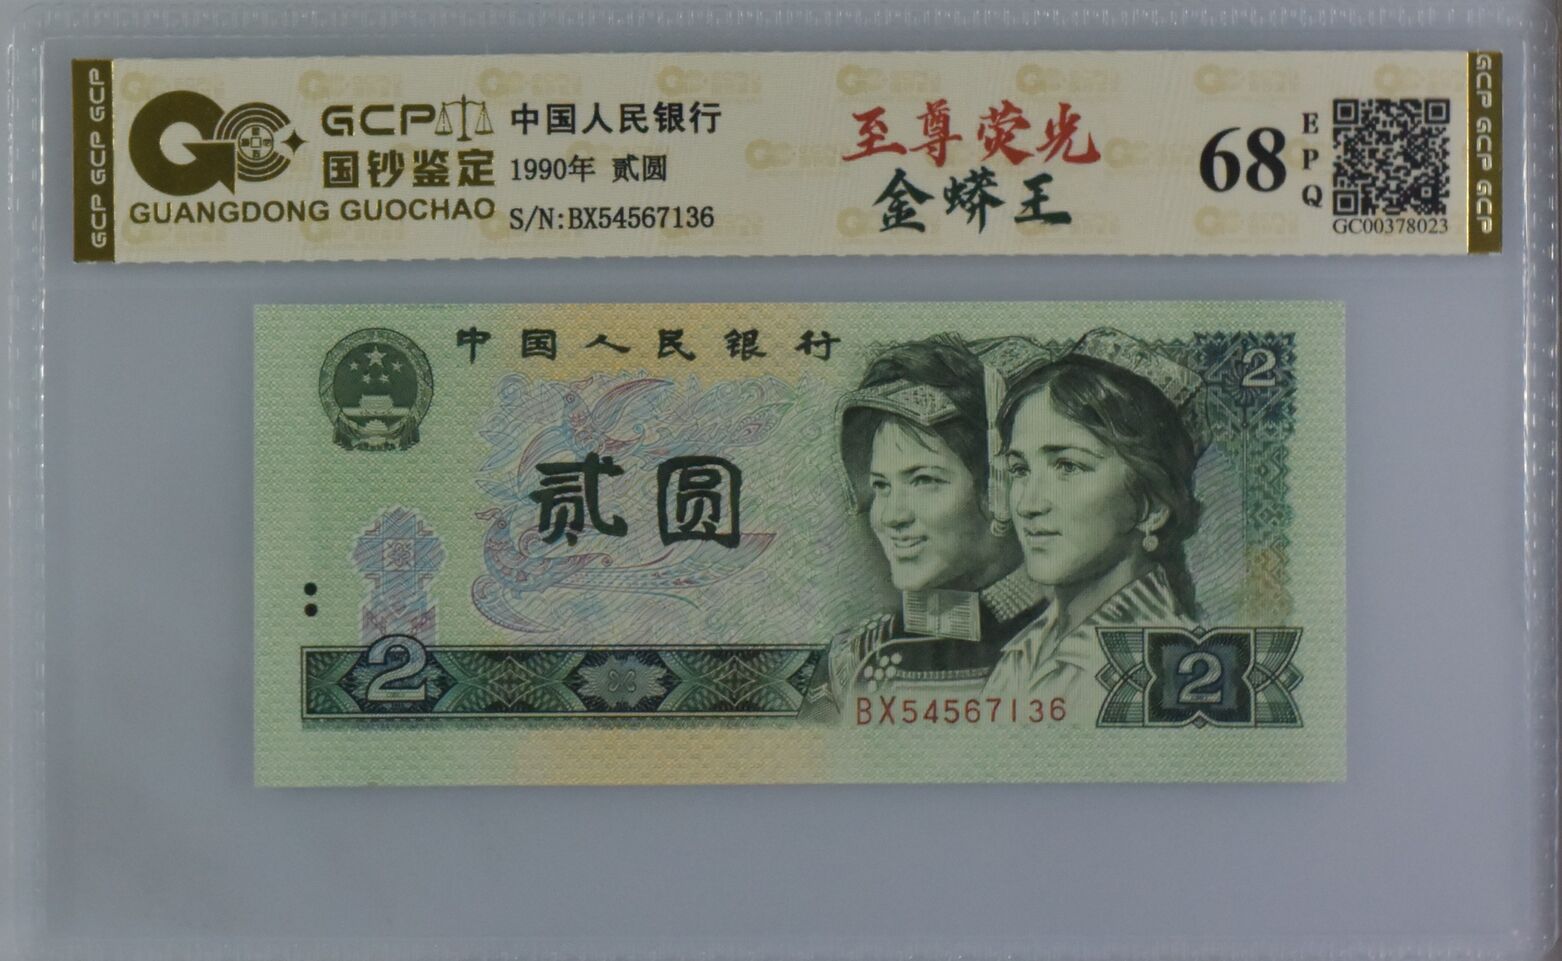 GCP GCP GCP
GCP
国钞鉴定
GUANGDONG GUOCHAO
中国人民银行
1990年 贰圆
S/N:BX54567136
至尊荧光
金蟒王
68
EPQ
GC00378023
GCP GCP GCP
中国人民银行
2
贰圆
2
2
BX54567136